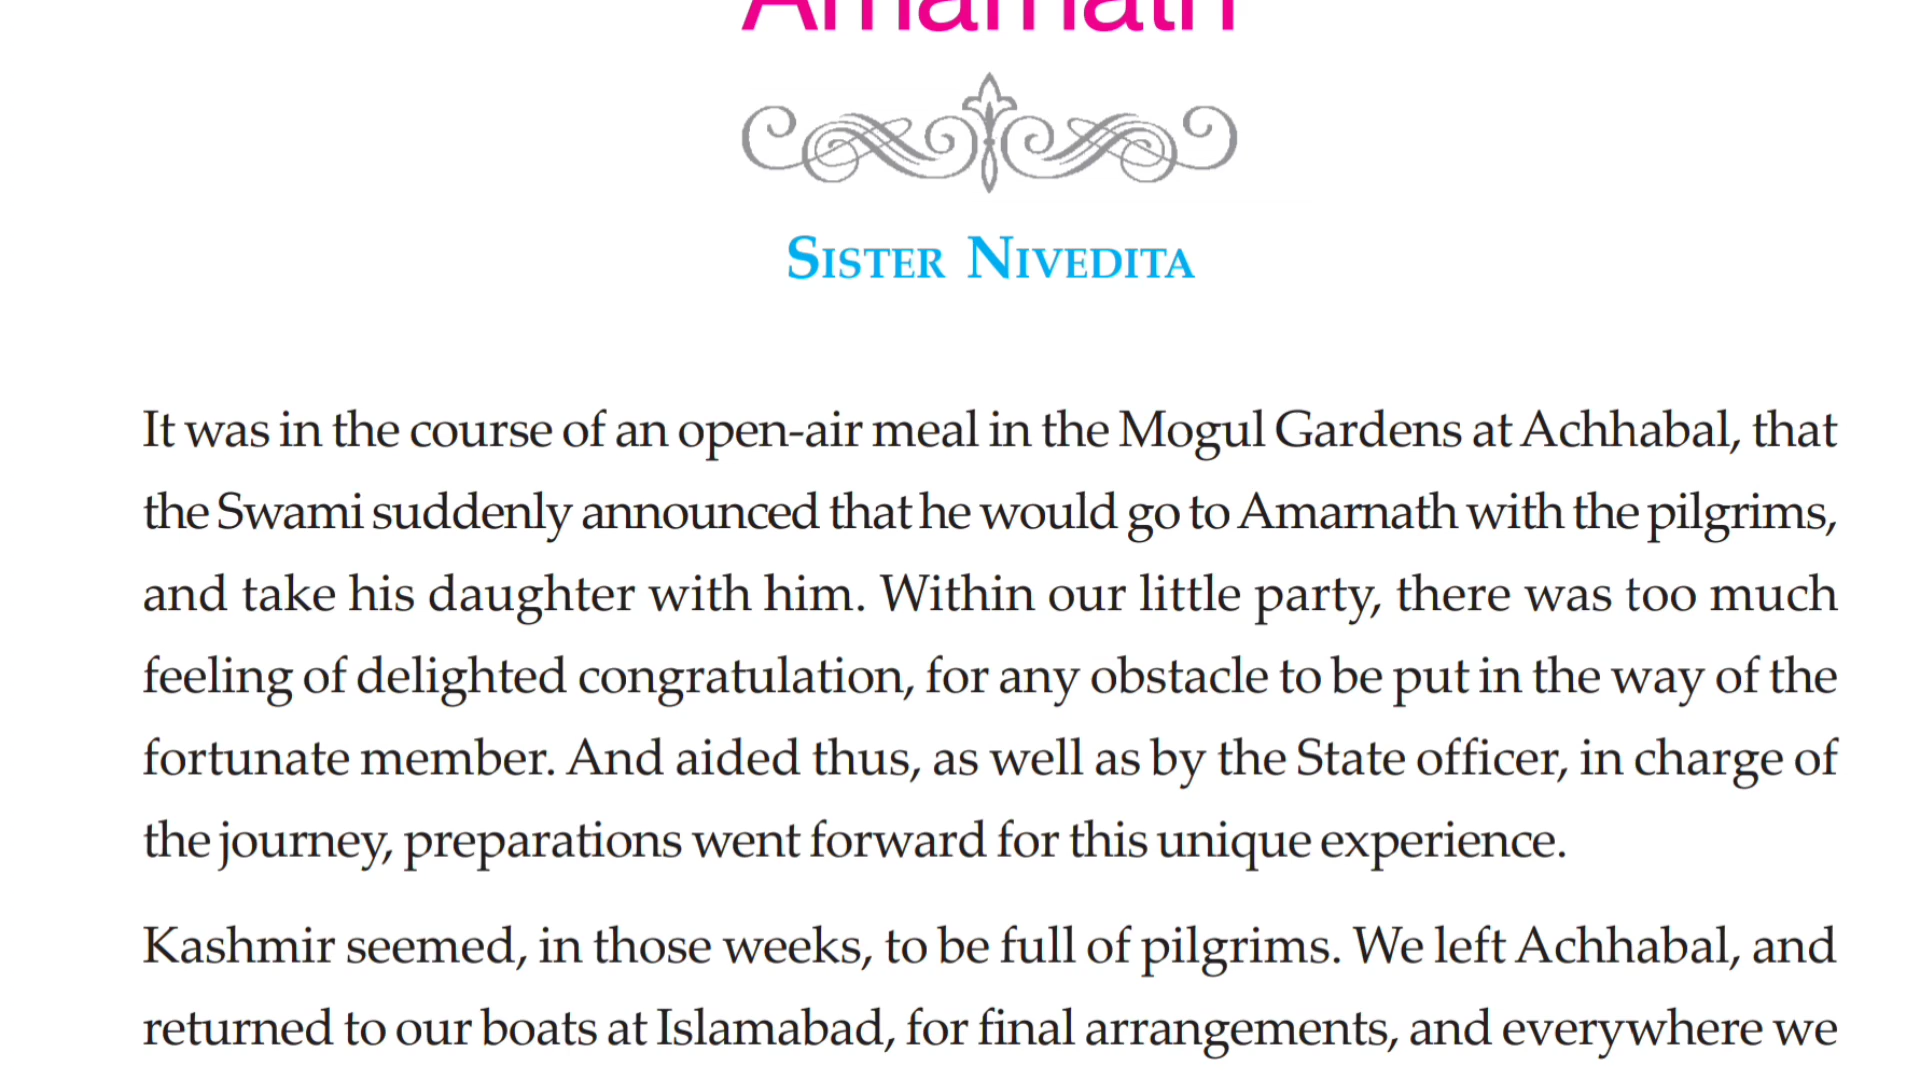 Amarnath
SISTER NIVEDITA
It was in the course of an open-air meal in the Mogul Gardens at Achhabal, that
the Swami suddenly announced that he would go to Amarnath with the pilgrims,
and take his daughter with him. Within our little party, there was too much
feeling of delighted congratulation, for any obstacle to be put in the way of the
fortunate member. And aided thus, as well as by the State officer, in charge of
the journey, preparations went forward for this unique experience.
Kashmir seemed, in those weeks, to be full of pilgrims. We left Achhabal, and
returned to our boats at Islamabad, for final arrangements, and everywhere we